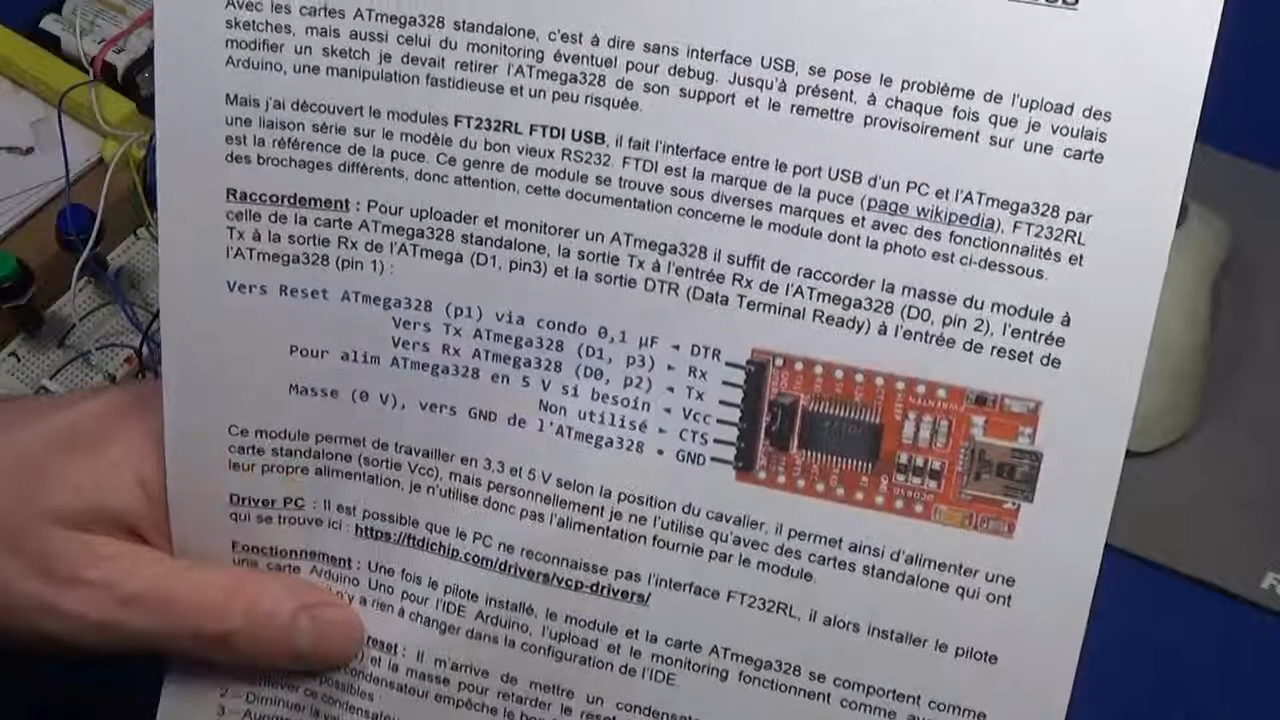 USB
Avec les cartes ATmega328 standalone, c'est à dire sans interface USB, se pose le problème de l'upload des
sketches, mais aussi celui du monitoring éventuel pour debug. Jusqu'à présent, à chaque fois que je voulais
modifier un sketch je devait retirer l'ATmega328 de son support et le remettre provisoirement sur une carte
Arduino, une manipulation fastidieuse et un peu risquée.
Mais j'ai découvert le modules FT232RL FTDI USB, il fait l'interface entre le port USB d'un PC et l'ATmega328 par
une liaison série sur le modèle du bon vieux RS232. FTDI est la marque de la puce (page wikipedia), FT232RL
est la référence de la puce. Ce genre de module se trouve sous diverses marques et avec des fonctionnalités et
des brochages différents, donc attention, cette documentation concerne le module dont la photo est ci-dessous.
Raccordement : Pour uploader et monitorer un ATmega328 il suffit de raccorder la masse du module à
celle de la carte ATmega328 standalone, la sortie Tx à l'entrée Rx de l'ATmega328 (D0, pin 2), l'entrée
Tx à la sortie Rx de l'ATmega (D1, pin3) et la sortie DTR (Data Terminal Ready) à l'entrée de reset de
l'ATmega328 (pin 1) :
Vers Reset ATmega328 (p1) via condo 0,1 µF ◄ DTR
Vers Tx ATmega328 (D1, p3) ► Rx
Vers Rx ATmega328 (D0, p2) ◄ Tx
Pour alim ATmega328 en 5 V si besoin ◄ Vcc
Non utilisé ► CTS
Masse (0 V), vers GND de l'ATmega328 • GND
Ce module permet de travailler en 3,3 et 5 V selon la position du cavalier, il permet ainsi d'alimenter une
carte standalone (sortie Vcc), mais personnellement je ne l'utilise qu'avec des cartes standalone qui ont
leur propre alimentation, je n'utilise donc pas l'alimentation fournie par le module.
Driver PC : Il est possible que le PC ne reconnaisse pas l'interface FT232RL, il alors installer le pilote
qui se trouve ici : https://ftdichip.com/drivers/vcp-drivers/
Fonctionnement : Une fois le pilote installé, le module et la carte ATmega328 se comportent comme
une carte Arduino Uno pour l'IDE Arduino, l'upload et le monitoring fonctionnent comme
n'y a rien à changer dans la configuration de l'IDE.
reset : Il m'arrive de mettre un
et la masse pour retarder le reset
condensateur empêche le
possibles :
ce
2 – Diminuer la
3 –